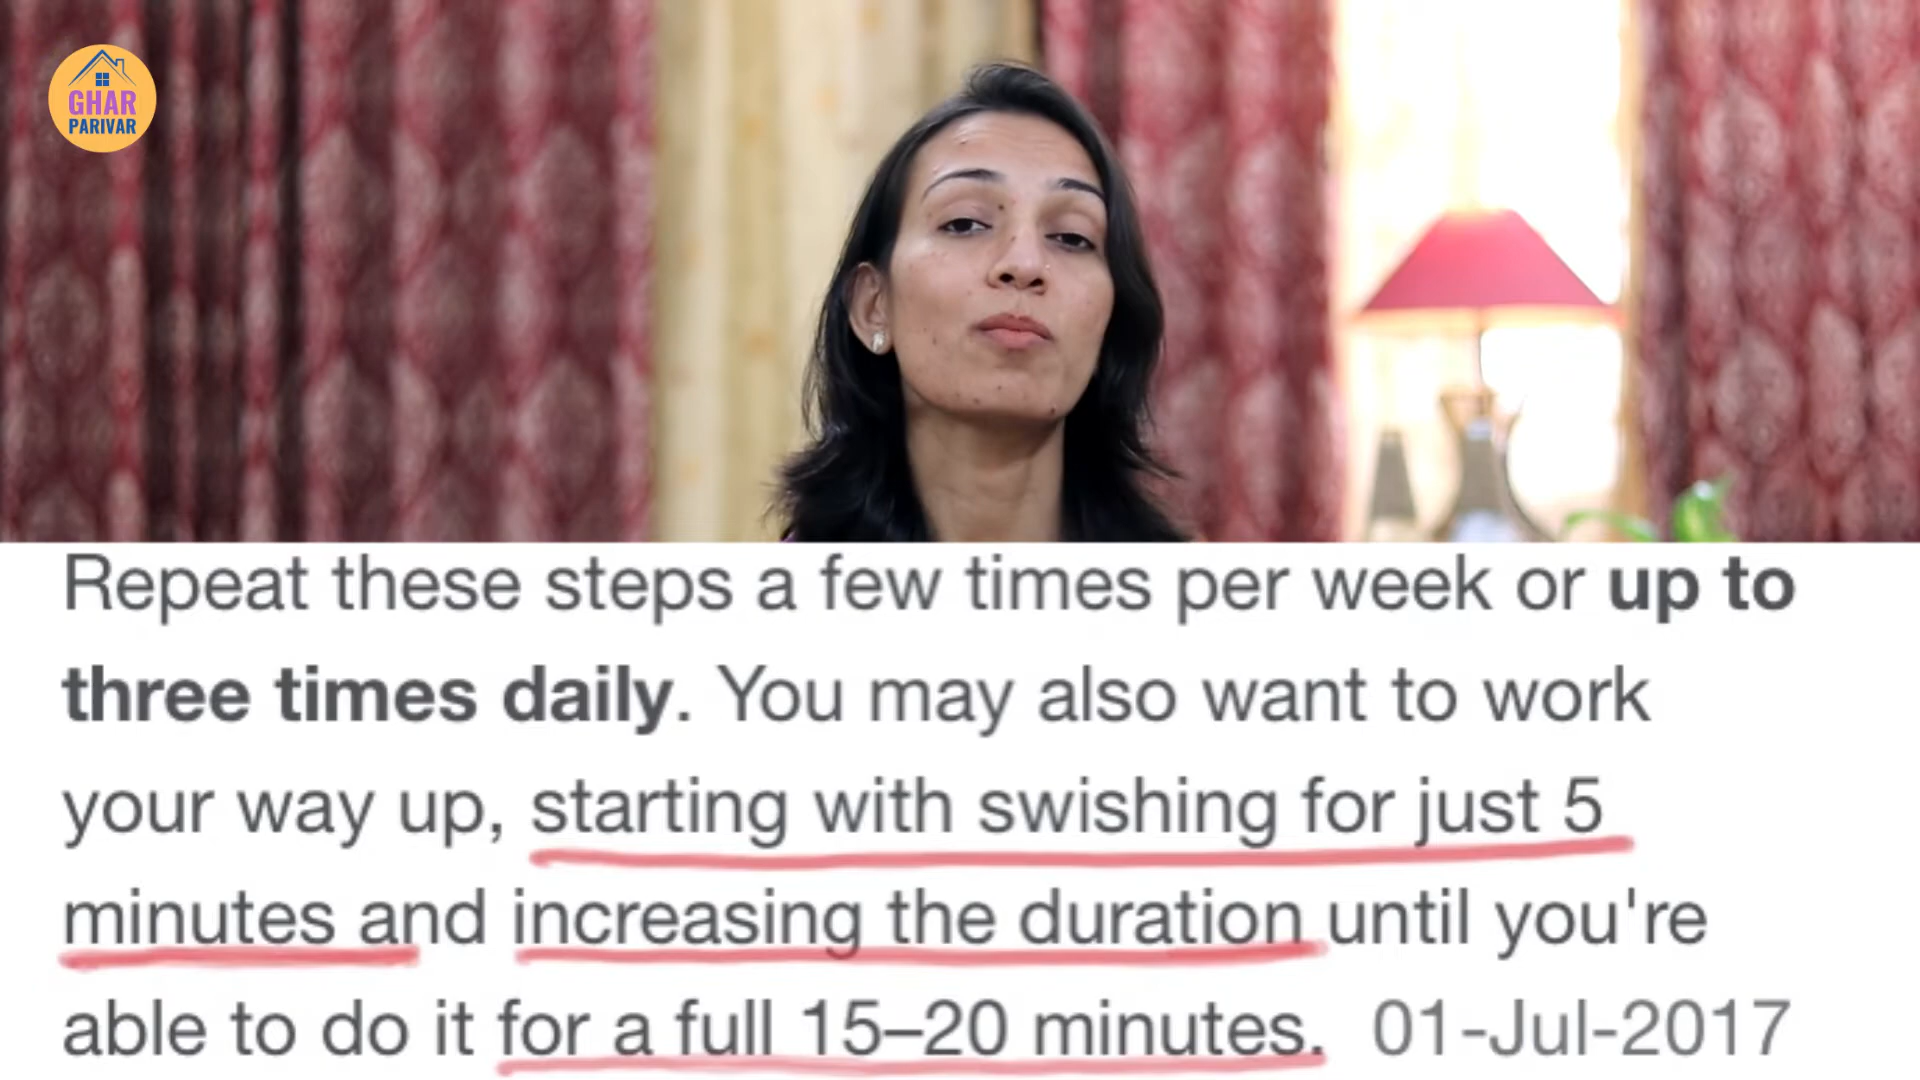 GHAR
PARIVAR
Repeat these steps a few times per week or up to
three times daily. You may also want to work
your way up, starting with swishing for just 5
minutes and increasing the duration until you're
able to do it for a full 15–20 minutes. 01-Jul-2017